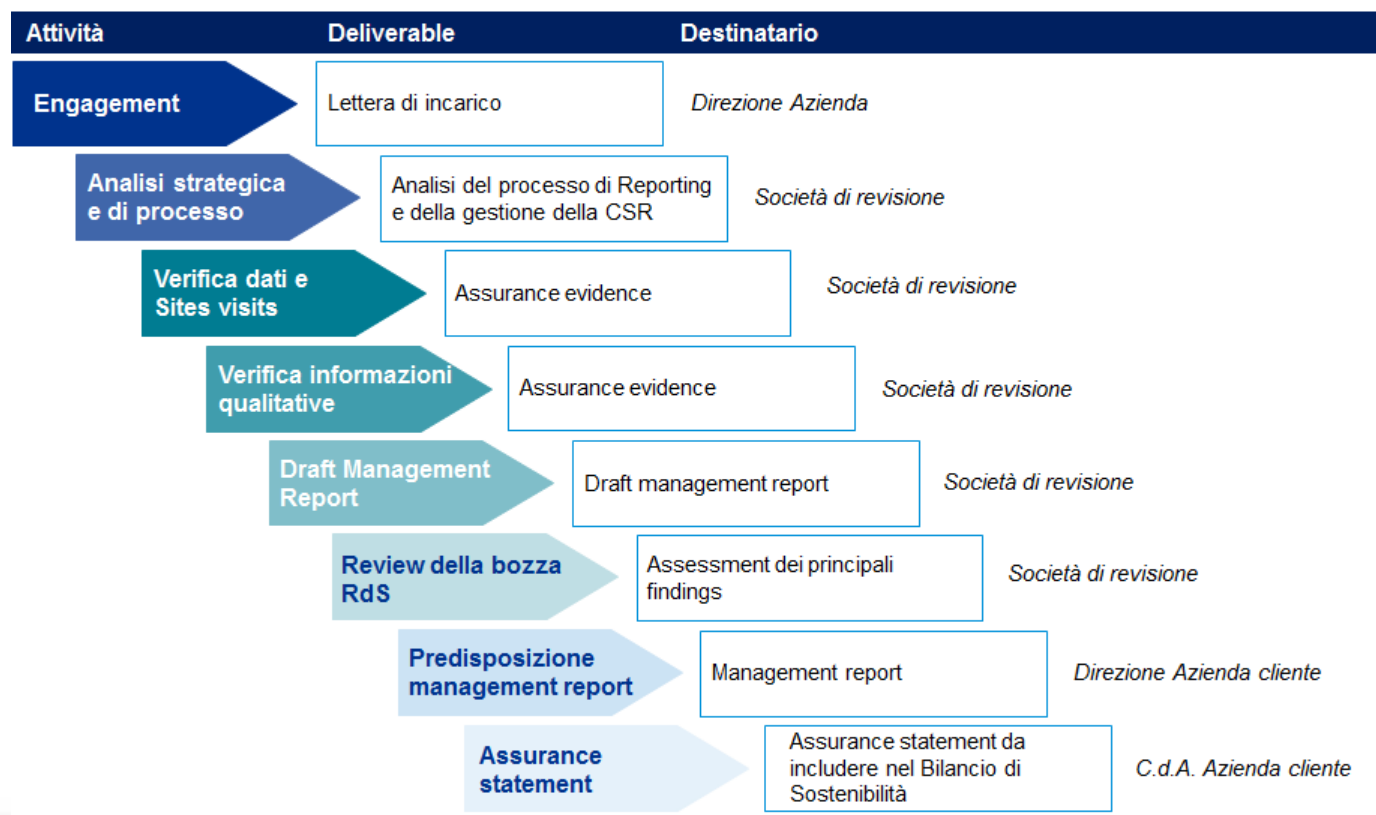 Attività Deliverable Destinatario
Engagement Lettera di incarico Direzione Azienda
Analisi strategica
e di processo
Analisi del processo di Reporting
e della gestione della CSR
Società di revisione
Verifica dati e
Sites visits
Assurance evidence
Società di revisione
Verifica informazioni
qualitative
Assurance evidence
Società di revisione
Draft Management
Report
Draft management report
Società di revisione
Review della bozza
RdS
Assessment dei principali
findings
Società di revisione
Predisposizione
management report
Management report
Direzione Azienda cliente
Assurance
statement
Assurance statement da
includere nel Bilancio di
Sostenibilità
C.d.A. Azienda cliente